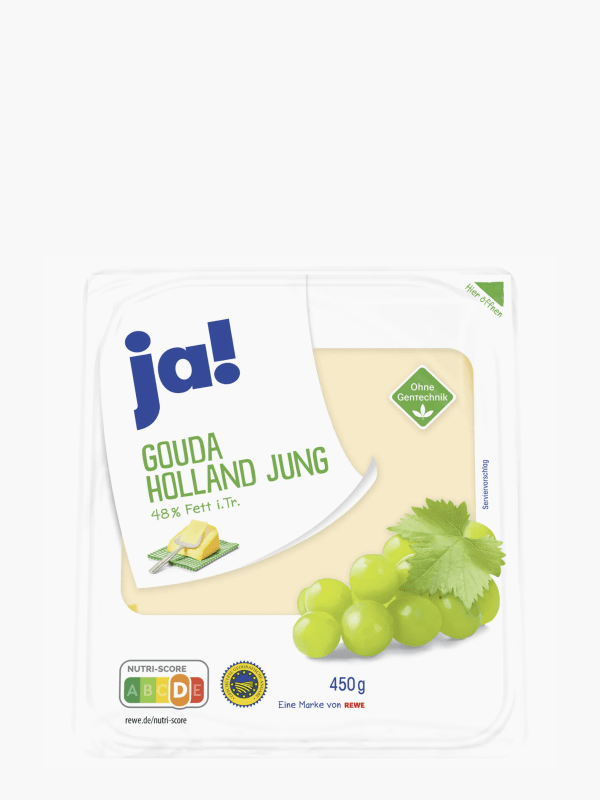 Hier öffnen
ja!
Ohne
GenTechnik
GOUDA
HOLLAND JUNG
48% Fett i.Tr.
Serviervorschlag
NUTRI-SCORE
A B C D E
rewe.de/nutri-score
450g
Eine Marke von REWE